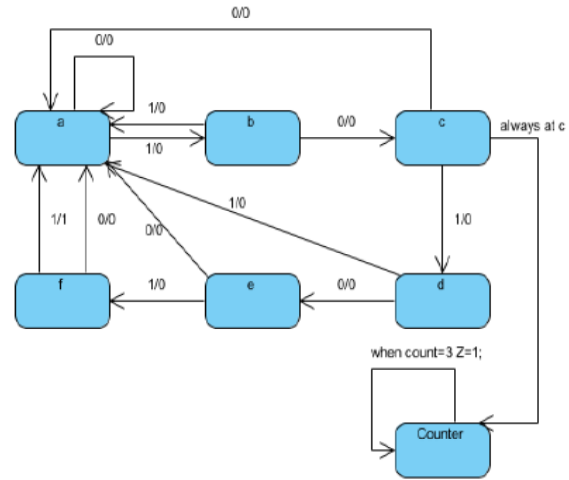 0/0
0/0
a
1/0
1/0
b
0/0
c
always at c
1/1
0/0
0/0
1/0
1/0
f
1/0
e
0/0
d
when count=3 Z=1;
Counter